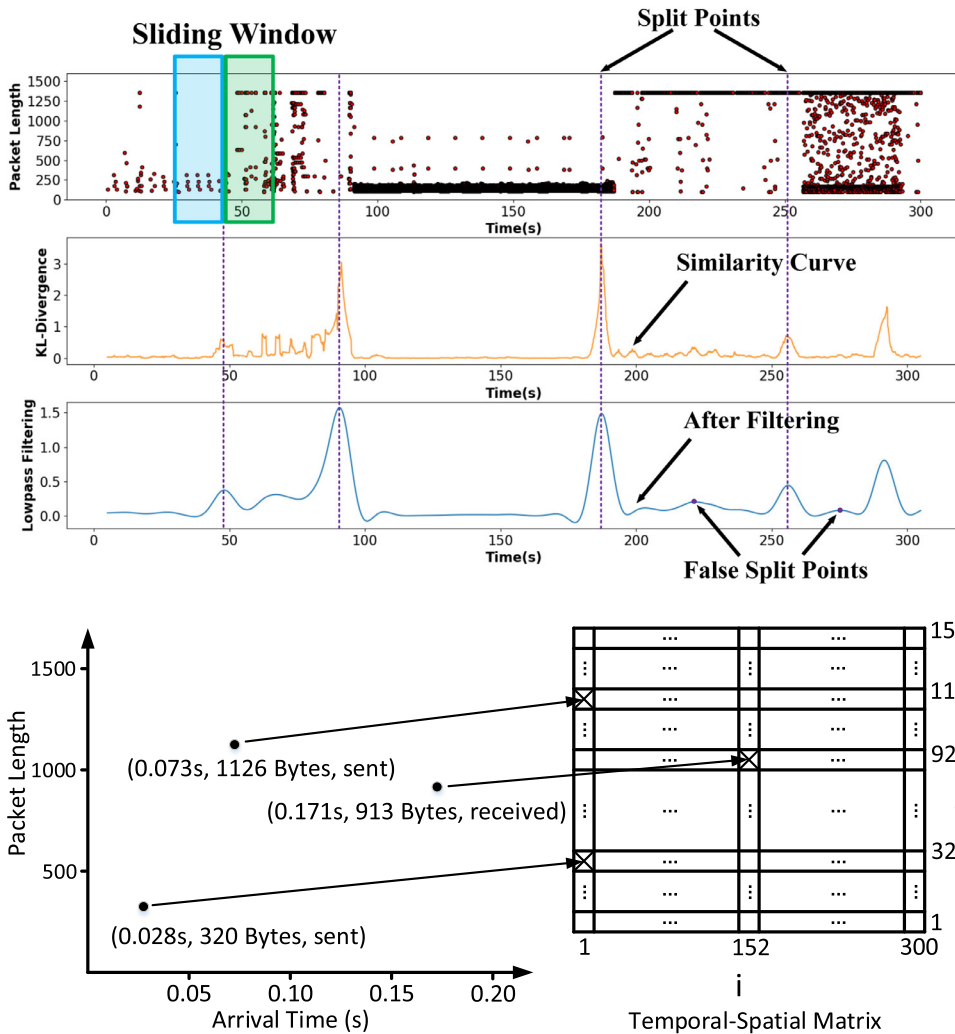 Split Points
Sliding Window
Packet Length
1500
1250
1000
750
500
250
0
0 50 100 150 200 250 300
Time(s)
KL-Divergence
3
2
1
0
Similarity Curve
0 50 100 150 200 250 300
Time(s)
Lowpass Filtering
1.5
1.0
0.5
0.0
After Filtering
0 50 100 150 200 250 300
Time(s)
False Split Points
Packet Length
1500
1000
500
(0.073s, 1126 Bytes, sent)
(0.171s, 913 Bytes, received)
(0.028s, 320 Bytes, sent)
0.05 0.10 0.15 0.20
Arrival Time (s)
... ... 15
⋮ ⋮ ⋮
... ... 11
⋮ ⋮ ⋮
... ... 92
⋮ ... ⋮ ... ⋮
... ... 32
⋮ ⋮ ⋮
... ... 1
1 152 300
i
Temporal-Spatial Matrix